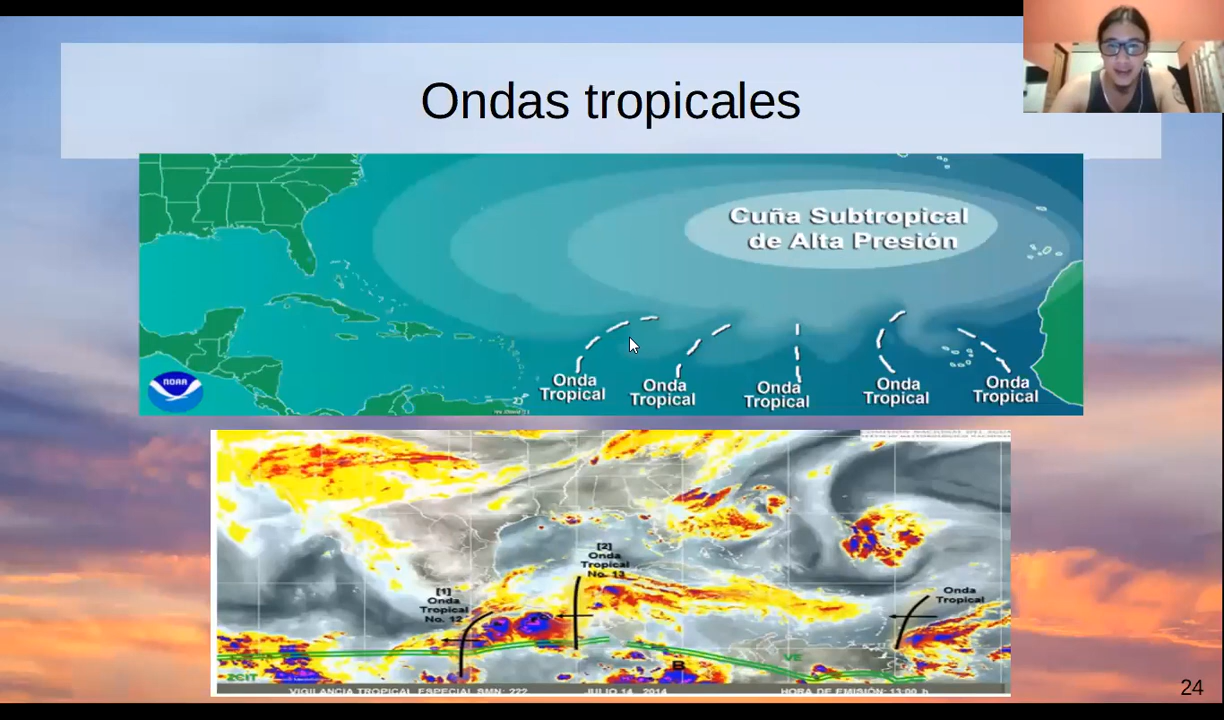 Ondas tropicales
Cuña Subtropical
de Alta Presión
Onda
Tropical
Onda
Tropical
Onda
Tropical
Onda
Tropical
Onda
Tropical
NOAA
[2]
Onda
Tropical
No. 13
[1]
Onda
Tropical
No. 12
Onda
Tropical
ZCIT
B
VE
VIGILANCIA TROPICAL ESPECIAL SMN: 222 JULIO 14 2014 HORA DE EMISIÓN: 13:00 h
24